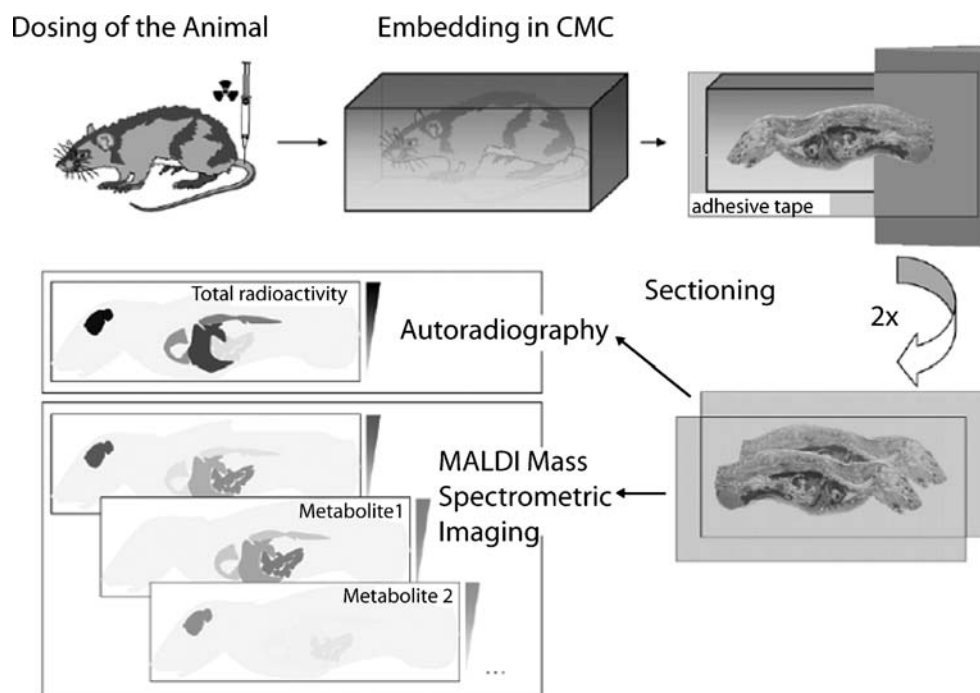 Dosing of the Animal
Embedding in CMC
adhesive tape
Sectioning
2x
Total radioactivity
Autoradiography
MALDI Mass
Spectrometric
Imaging
Metabolite1
Metabolite 2
...